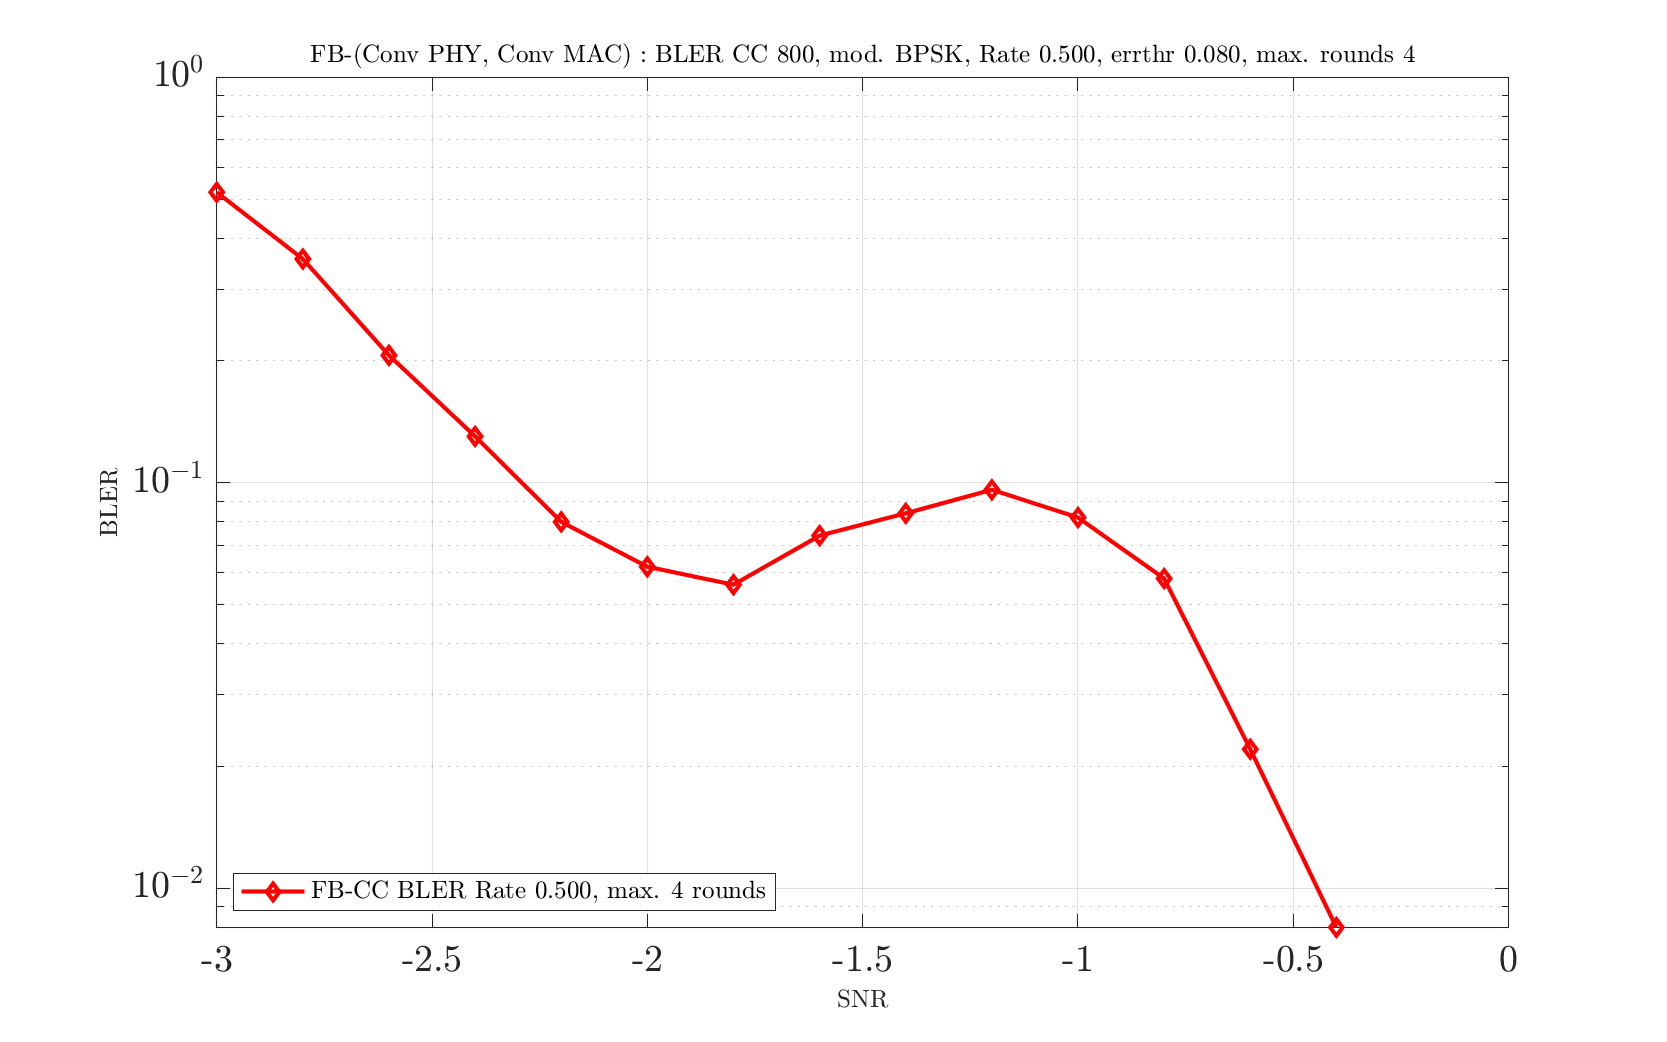 FB-(Conv PHY, Conv MAC) : BLER CC 800, mod. BPSK, Rate 0.500, errthr 0.080, max. rounds 4
10^0
10^{-1}
10^{-2}
BLER
FB-CC BLER Rate 0.500, max. 4 rounds
-3 -2.5 -2 -1.5 -1 -0.5 0
SNR